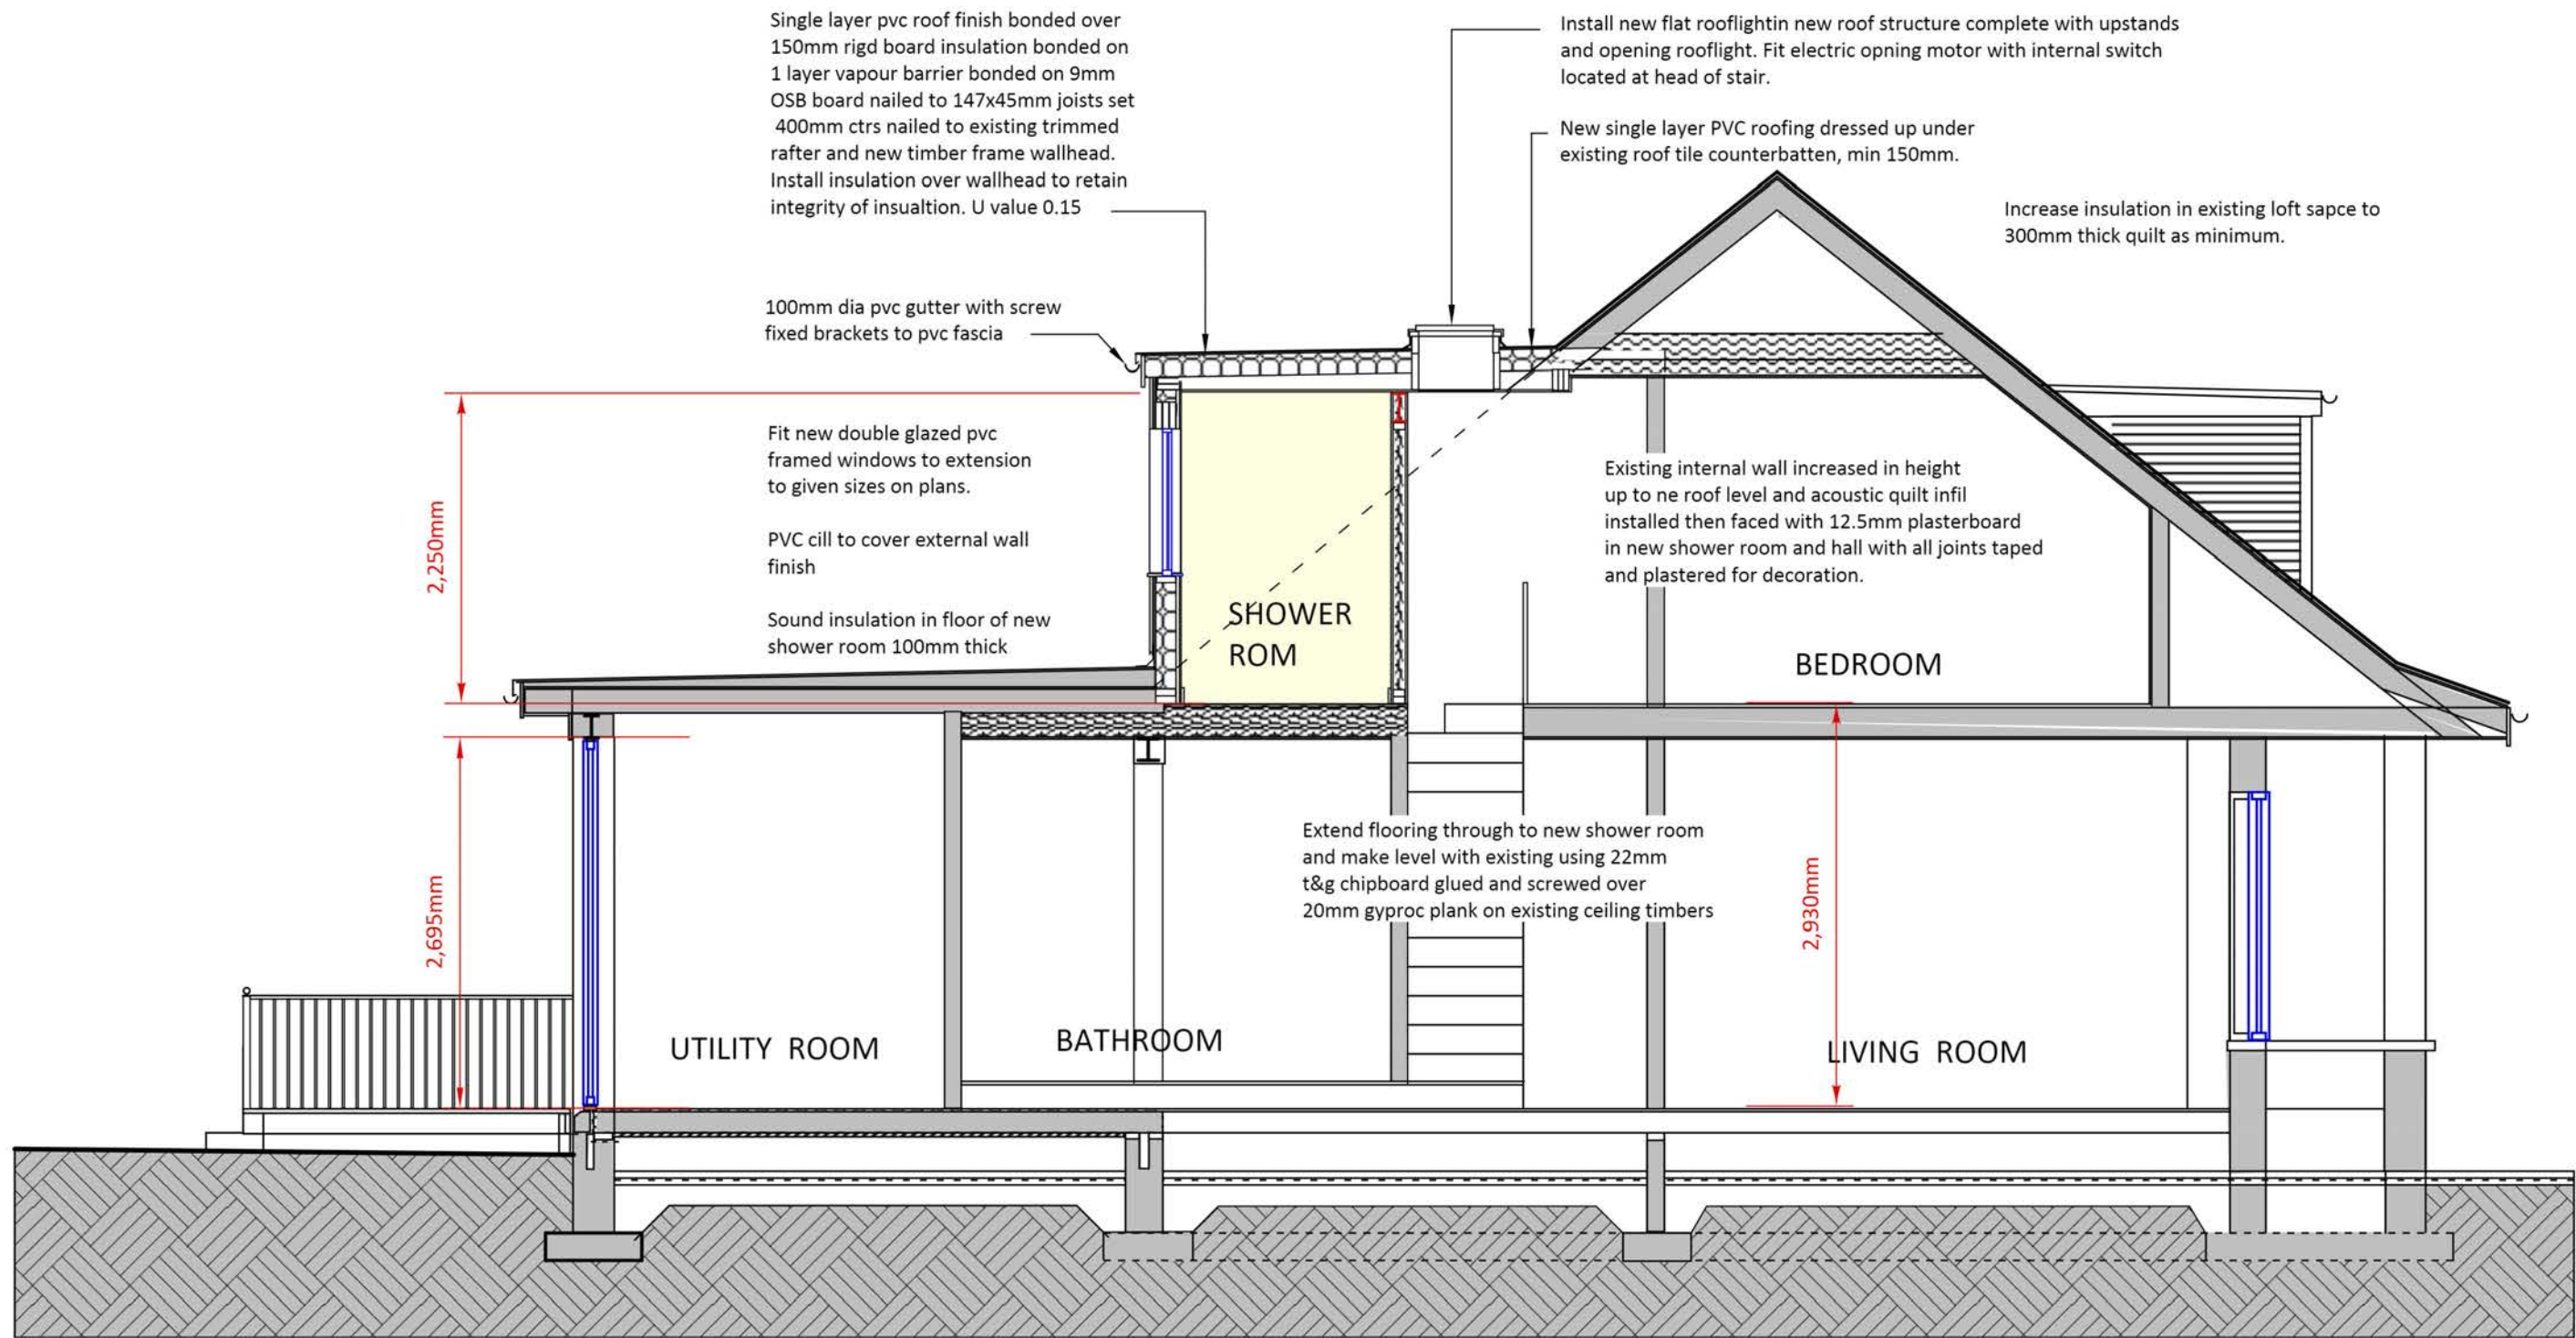 Single layer pvc roof finish bonded over
150mm rigd board insulation bonded on
1 layer vapour barrier bonded on 9mm
OSB board nailed to 147x45mm joists set
400mm ctrs nailed to existing trimmed
rafter and new timber frame wallhead.
Install insulation over wallhead to retain
integrity of insualtion. U value 0.15
Install new flat rooflightin new roof structure complete with upstands
and opening rooflight. Fit electric opning motor with internal switch
located at head of stair.
New single layer PVC roofing dressed up under
existing roof tile counterbatten, min 150mm.
Increase insulation in existing loft sapce to
300mm thick quilt as minimum.
100mm dia pvc gutter with screw
fixed brackets to pvc fascia
2,250mm
Fit new double glazed pvc
framed windows to extension
to given sizes on plans.
PVC cill to cover external wall
finish
Sound insulation in floor of new
shower room 100mm thick
SHOWER
ROM
Existing internal wall increased in height
up to ne roof level and acoustic quilt infil
installed then faced with 12.5mm plasterboard
in new shower room and hall with all joints taped
and plastered for decoration.
BEDROOM
2,695mm
Extend flooring through to new shower room
and make level with existing using 22mm
t&g chipboard glued and screwed over
20mm gyproc plank on existing ceiling timbers
2,930mm
UTILITY ROOM
BATHROOM
LIVING ROOM